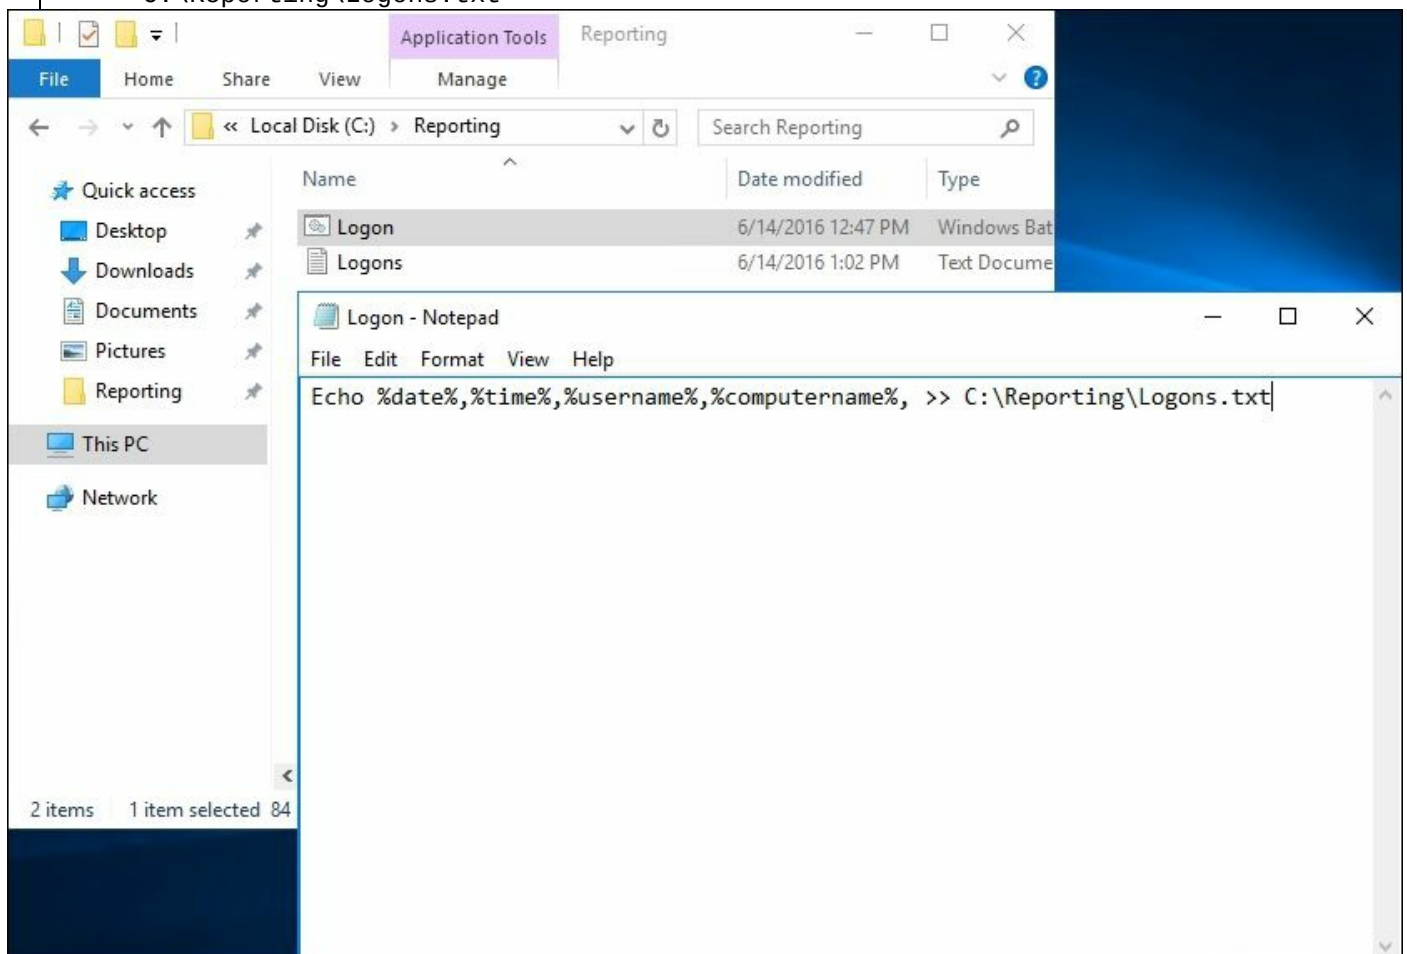 C:\Reporting\Logons.txt
Application Tools Reporting
File Home Share View Manage
« Local Disk (C:) › Reporting Search Reporting
Name Date modified Type
Quick access
Desktop
Downloads
Documents
Pictures
Reporting
This PC
Network
Logon 6/14/2016 12:47 PM Windows Bat
Logons 6/14/2016 1:02 PM Text Docume
Logon - Notepad
File Edit Format View Help
Echo %date%,%time%,%username%,%computername%, >> C:\Reporting\Logons.txt
2 items 1 item selected 84